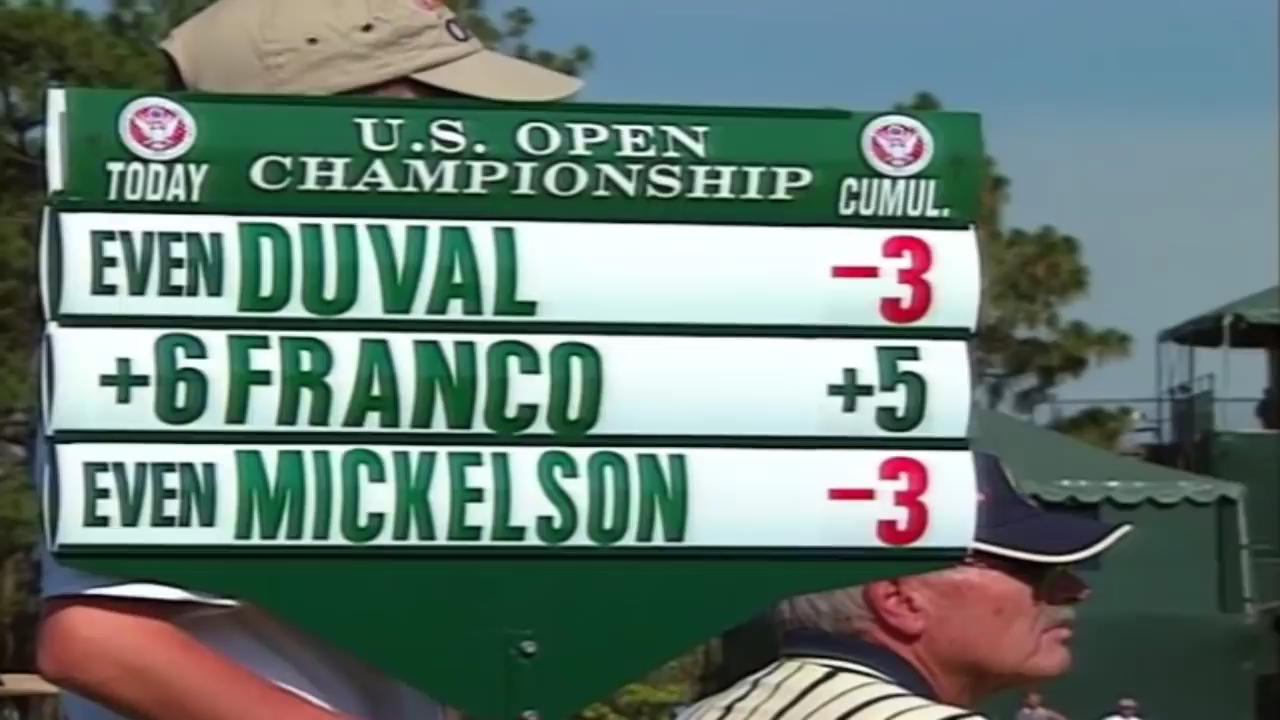 U.S. OPEN
CHAMPIONSHIP
TODAY CUMUL.
EVEN DUVAL -3
+6 FRANCO +5
EVEN MICKELSON -3